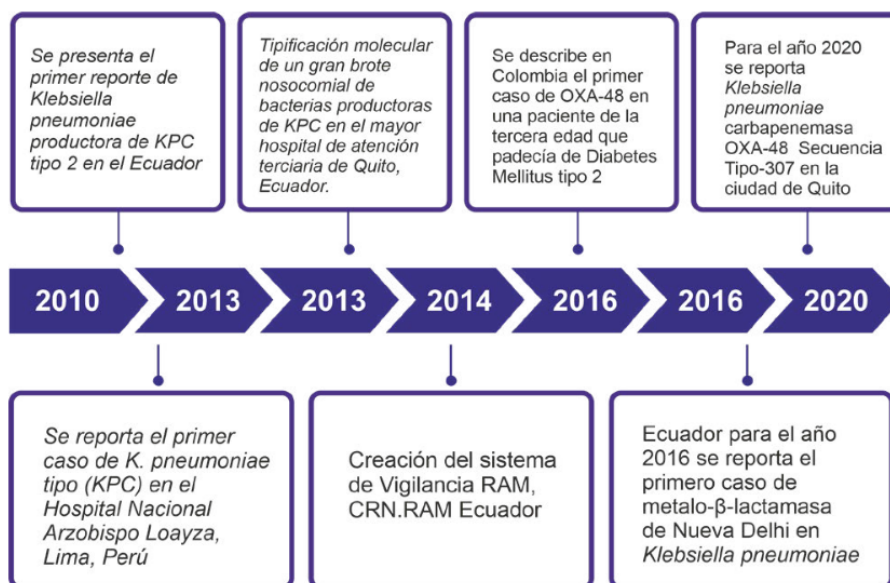 Se presenta el
primer reporte de
Klebsiella
pneumoniae
productora de KPC
tipo 2 en el Ecuador
Tipificación molecular
de un gran brote
nosocomial de
bacterias productoras
de KPC en el mayor
hospital de atención
terciaria de Quito,
Ecuador.
Se describe en
Colombia el primer
caso de OXA-48 en
una paciente de la
tercera edad que
padecía de Diabetes
Mellitus tipo 2
Para el año 2020
se reporta
Klebsiella
pneumoniae
carbapenemasa
OXA-48 Secuencia
Tipo-307 en la
ciudad de Quito
2010
2013
2013
2014
2016
2016
2020
Se reporta el primer
caso de K. pneumoniae
tipo (KPC) en el
Hospital Nacional
Arzobispo Loayza,
Lima, Perú
Creación del sistema
de Vigilancia RAM,
CRN.RAM Ecuador
Ecuador para el año
2016 se reporta el
primero caso de
metalo-β-lactamasa
de Nueva Delhi en
Klebsiella pneumoniae